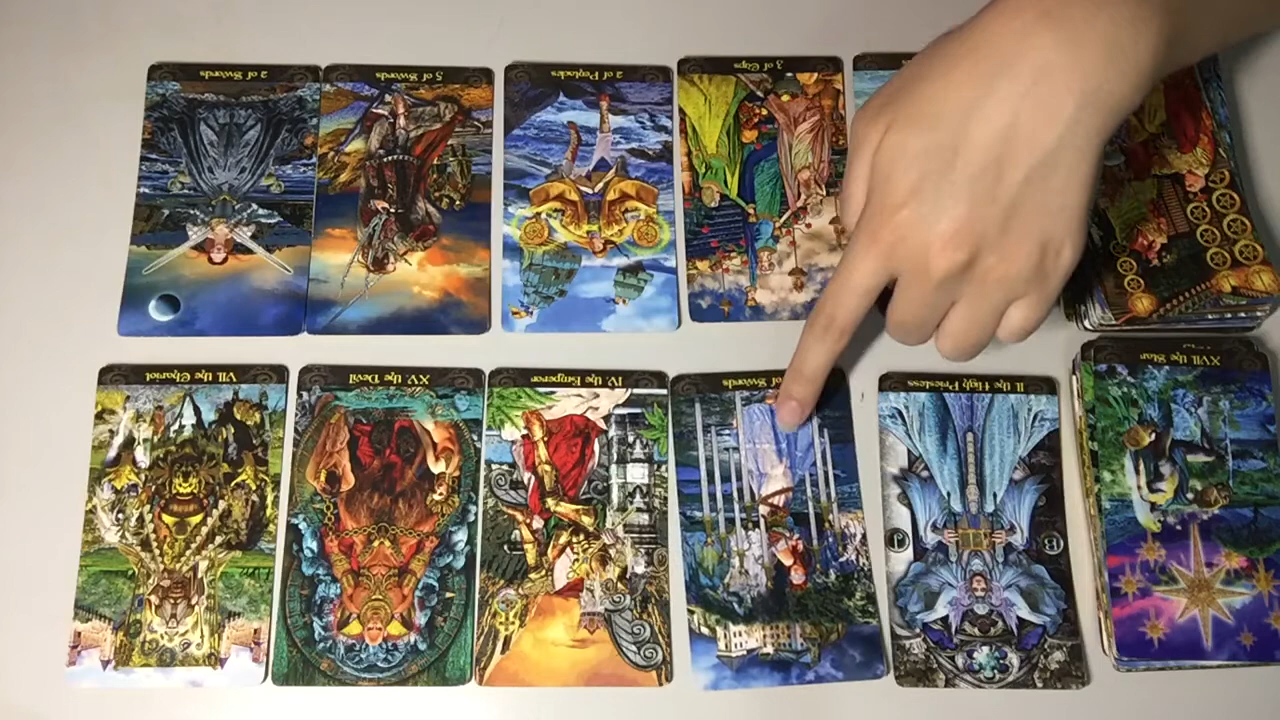 2 of Swords
5 of Swords
2 of Pentacles
3 of Cups
VII. the Chariot
XV. the Devil
IV. the Emperor
of Swords
II. the High Priestess
XVII the Star
B
J